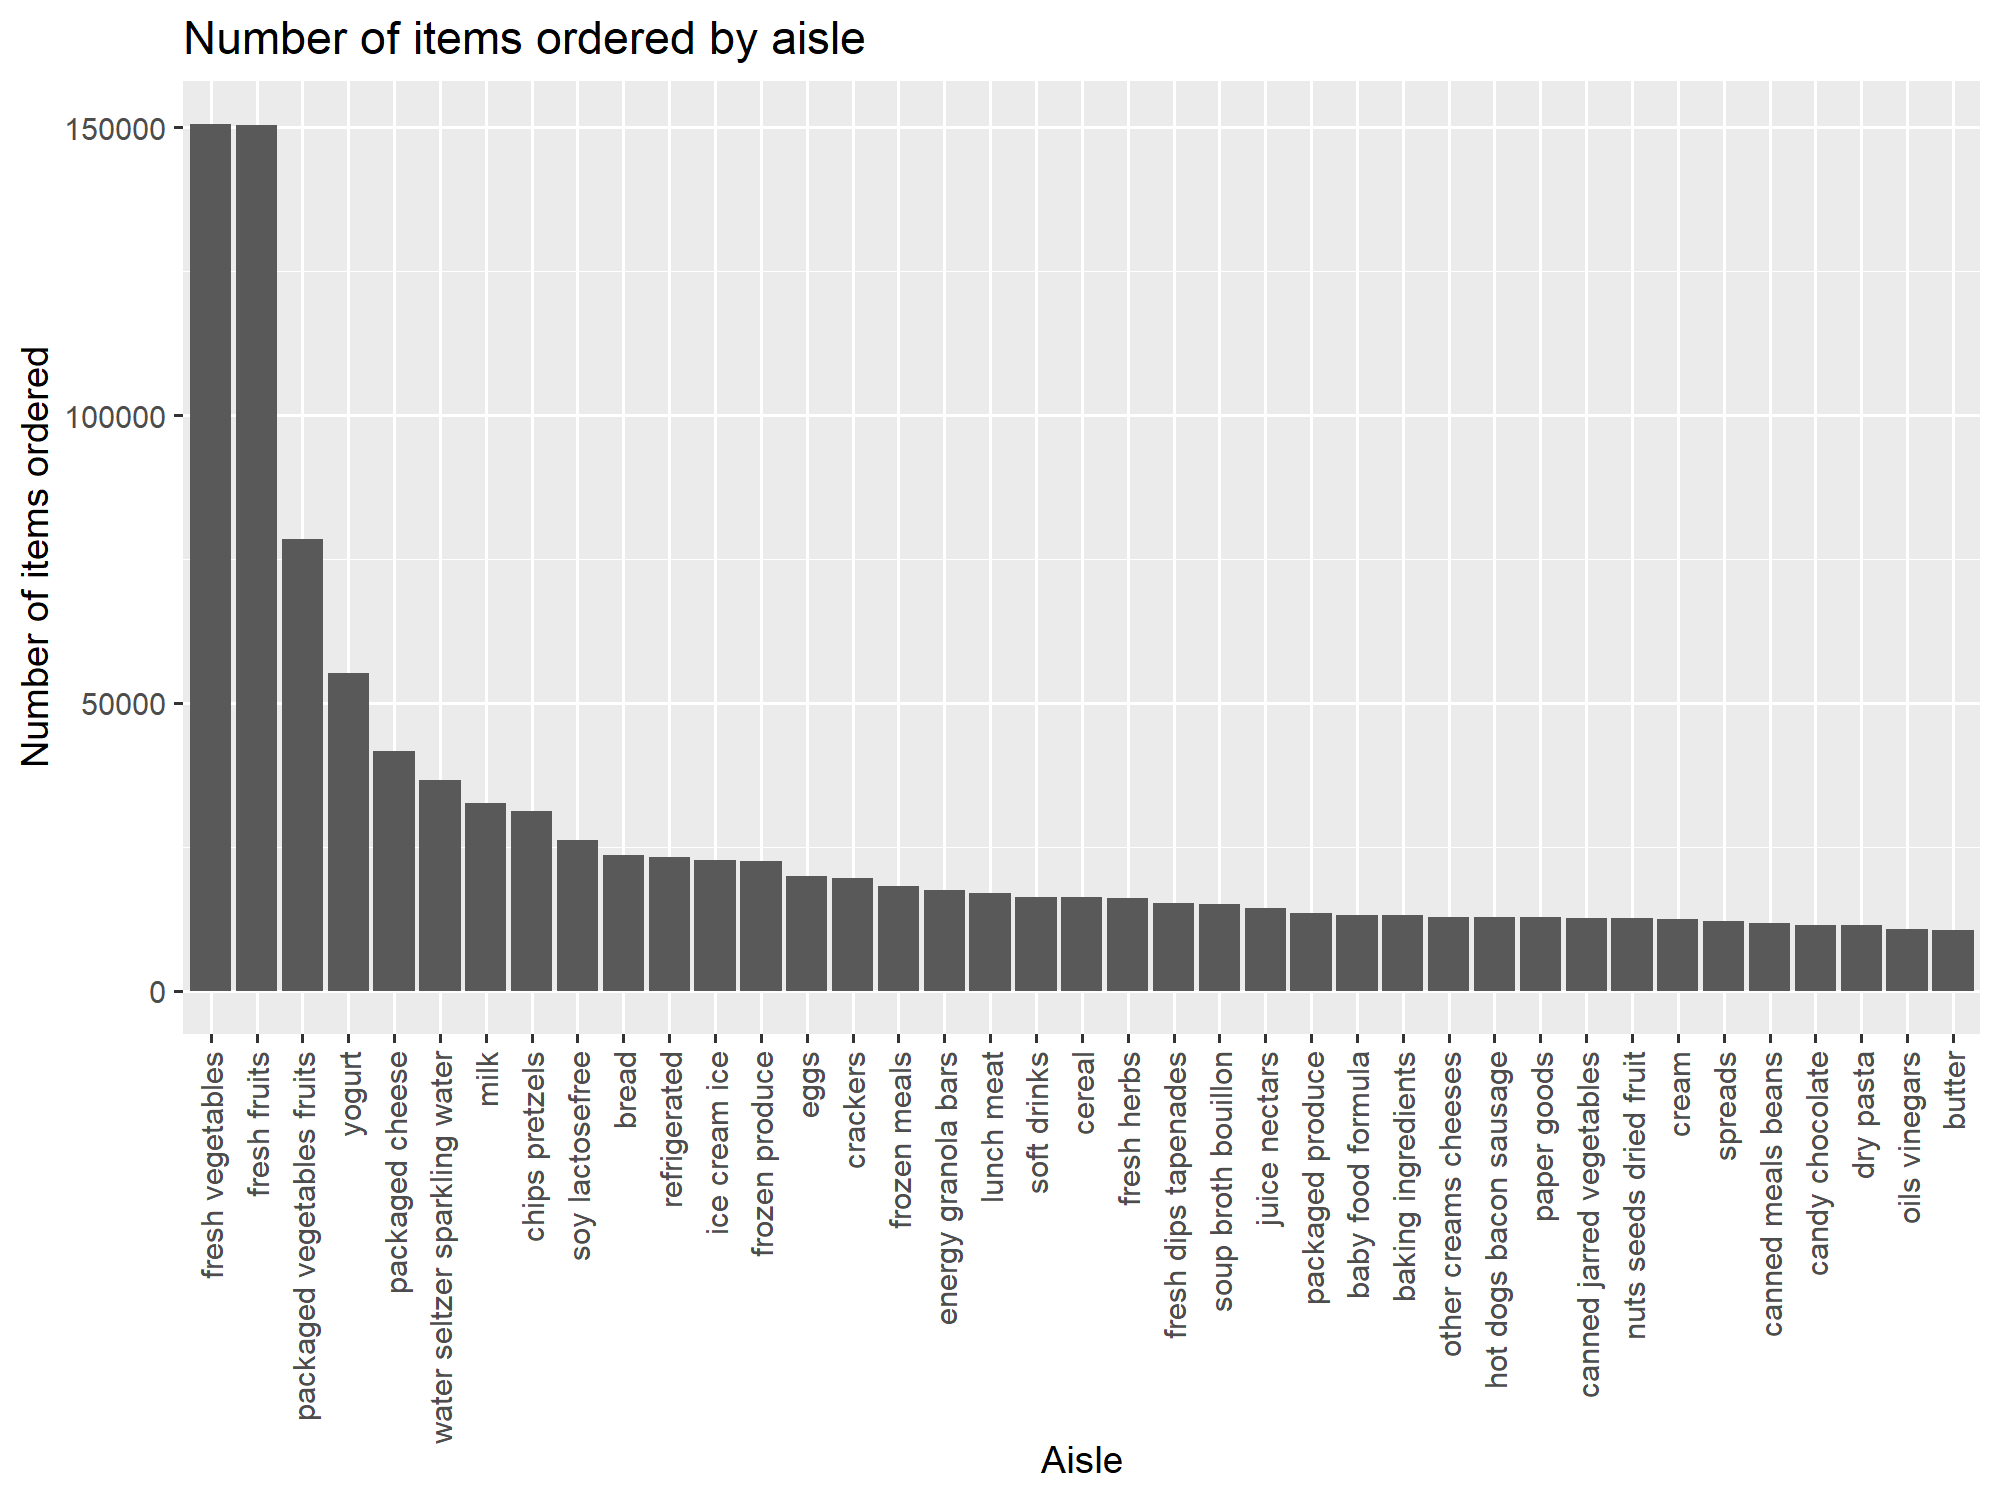 Number of items ordered by aisle
Number of items ordered
150000
100000
50000
0
fresh vegetables
fresh fruits
packaged vegetables fruits
yogurt
packaged cheese
water seltzer sparkling water
milk
chips pretzels
soy lactosefree
bread
refrigerated
ice cream ice
frozen produce
eggs
crackers
frozen meals
energy granola bars
lunch meat
soft drinks
cereal
fresh herbs
fresh dips tapenades
soup broth bouillon
juice nectars
packaged produce
baby food formula
baking ingredients
other creams cheeses
hot dogs bacon sausage
paper goods
canned jarred vegetables
nuts seeds dried fruit
cream
spreads
canned meals beans
candy chocolate
dry pasta
oils vinegars
butter
Aisle